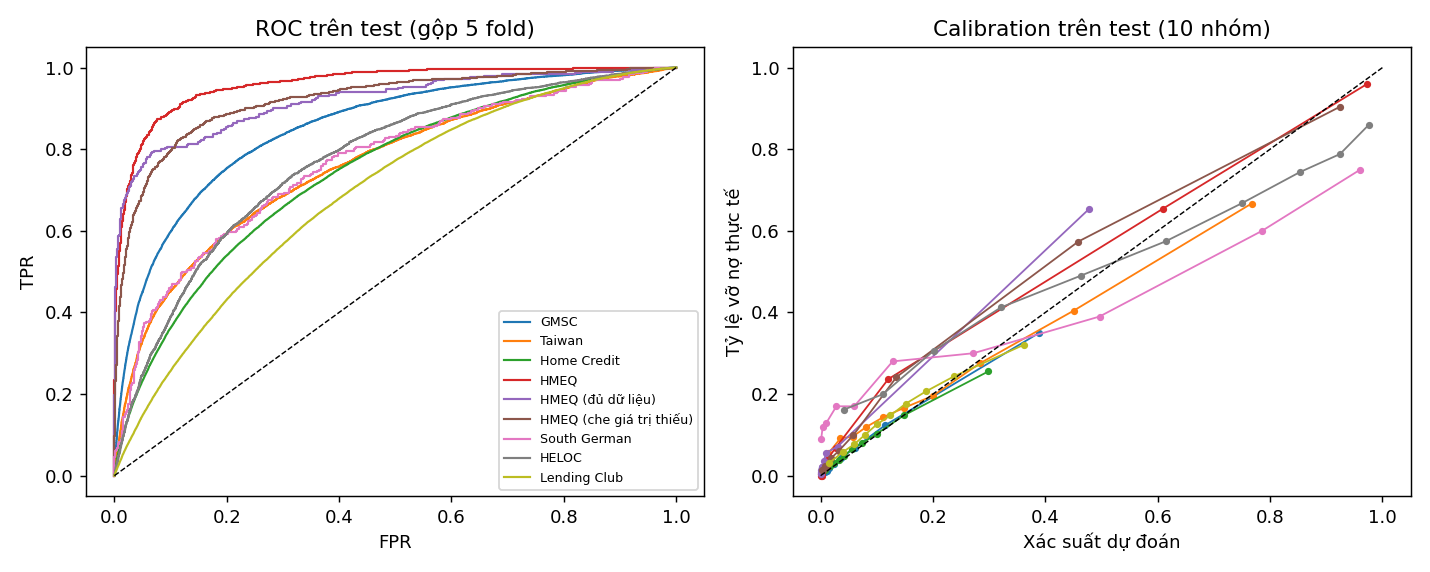 ROC trên test (gộp 5 fold)
1.0
0.8
0.6
0.4
0.2
0.0
TPR
0.0 0.2 0.4 0.6 0.8 1.0
FPR
GMSC
Taiwan
Home Credit
HMEQ
HMEQ (đủ dữ liệu)
HMEQ (che giá trị thiếu)
South German
HELOC
Lending Club
Calibration trên test (10 nhóm)
1.0
0.8
0.6
0.4
0.2
0.0
Tỷ lệ vỡ nợ thực tế
0.0 0.2 0.4 0.6 0.8 1.0
Xác suất dự đoán